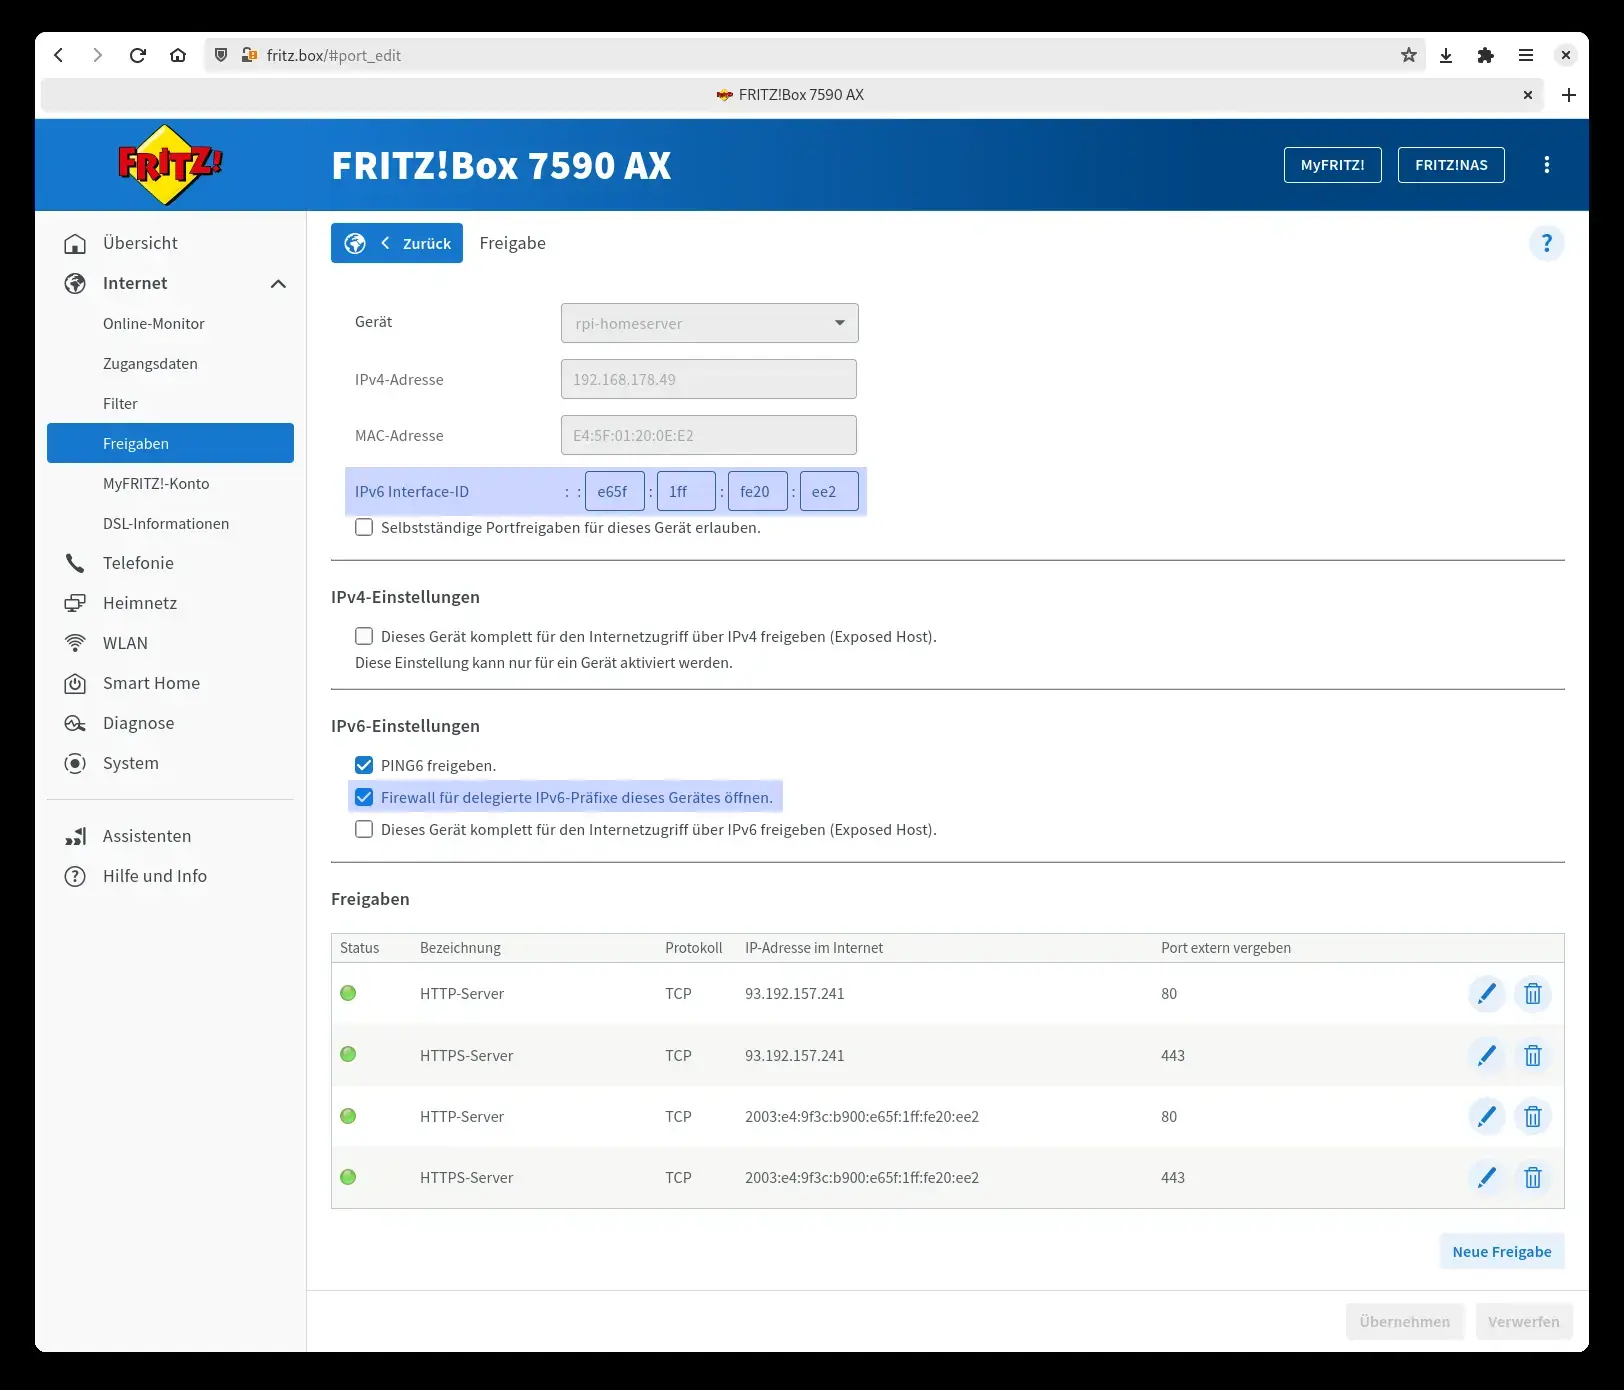 fritz.box/#port_edit
FRITZ!Box 7590 AX
FRITZ!
FRITZ!Box 7590 AX
MyFRITZ!
FRITZ!NAS
Übersicht
Internet
Online-Monitor
Zugangsdaten
Filter
Freigaben
MyFRITZ!-Konto
DSL-Informationen
Telefonie
Heimnetz
WLAN
Smart Home
Diagnose
System
Assistenten
Hilfe und Info
Zurück
Freigabe
?
Gerät
rpi-homeserver
IPv4-Adresse
192.168.178.49
MAC-Adresse
E4:5F:01:20:0E:E2
IPv6 Interface-ID : : e65f : 1ff : fe20 : ee2
Selbstständige Portfreigaben für dieses Gerät erlauben.
IPv4-Einstellungen
Dieses Gerät komplett für den Internetzugriff über IPv4 freigeben (Exposed Host).
Diese Einstellung kann nur für ein Gerät aktiviert werden.
IPv6-Einstellungen
PING6 freigeben.
Firewall für delegierte IPv6-Präfixe dieses Gerätes öffnen.
Dieses Gerät komplett für den Internetzugriff über IPv6 freigeben (Exposed Host).
Freigaben
Status Bezeichnung Protokoll IP-Adresse im Internet Port extern vergeben
HTTP-Server TCP 93.192.157.241 80
HTTPS-Server TCP 93.192.157.241 443
HTTP-Server TCP 2003:e4:9f3c:b900:e65f:1ff:fe20:ee2 80
HTTPS-Server TCP 2003:e4:9f3c:b900:e65f:1ff:fe20:ee2 443
Neue Freigabe
Übernehmen
Verwerfen